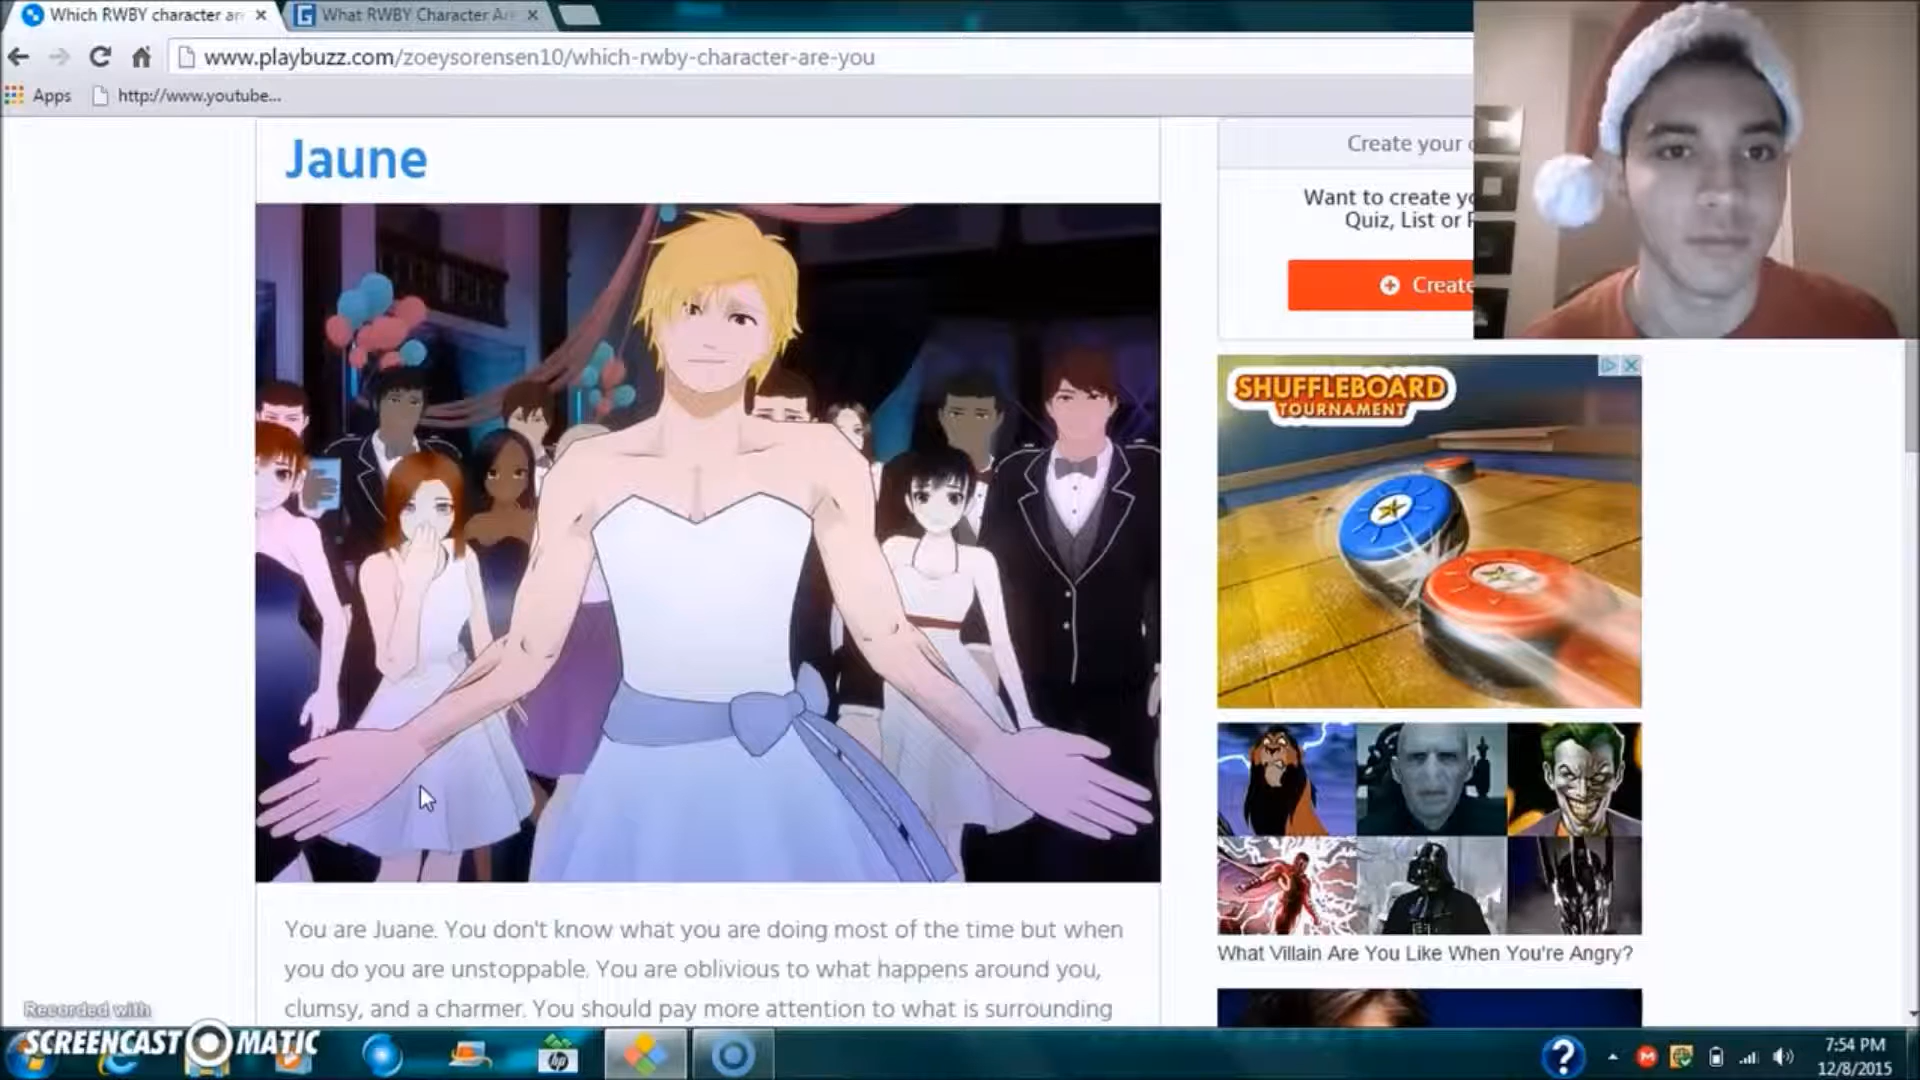 Which RWBY character ar
What RWBY Character Ar
www.playbuzz.com/zoeysorensen10/which-rwby-character-are-you
Apps
http://www.youtube...
Jaune
Create your
Want to create yo
Quiz, List or P
Create
SHUFFLEBOARD
TOURNAMENT
What Villain Are You Like When You're Angry?
You are Juane. You don't know what you are doing most of the time but when
you do you are unstoppable. You are oblivious to what happens around you,
clumsy, and a charmer. You should pay more attention to what is surrounding
Recorded with
SCREENCAST MATIC
hp
7:54 PM
12/8/2015